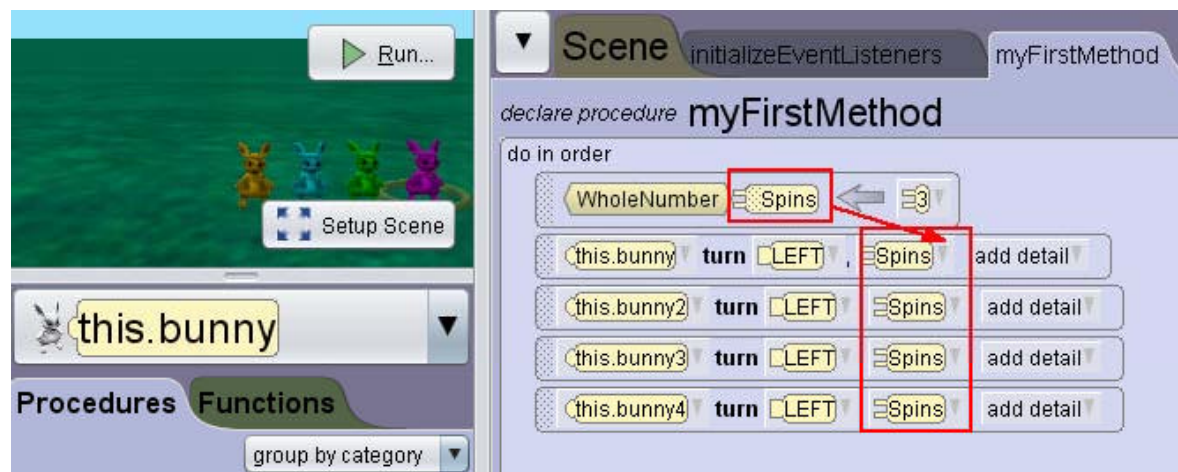 Run...
Setup Scene
this.bunny
Procedures Functions
group by category
Scene initializeEventListeners myFirstMethod
declare procedure myFirstMethod
do in order
WholeNumber Spins 3
this.bunny turn LEFT , Spins add detail
this.bunny2 turn LEFT Spins add detail
this.bunny3 turn LEFT Spins add detail
this.bunny4 turn LEFT Spins add detail